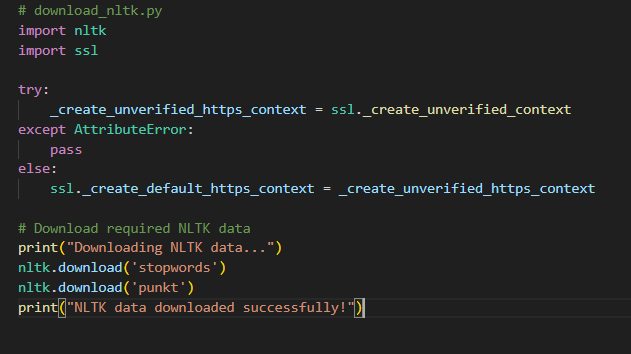 # download_nltk.py
import nltk
import ssl
try:
    _create_unverified_https_context = ssl._create_unverified_context
except AttributeError:
    pass
else:
    ssl._create_default_https_context = _create_unverified_https_context
# Download required NLTK data
print("Downloading NLTK data...")
nltk.download('stopwords')
nltk.download('punkt')
print("NLTK data downloaded successfully!")